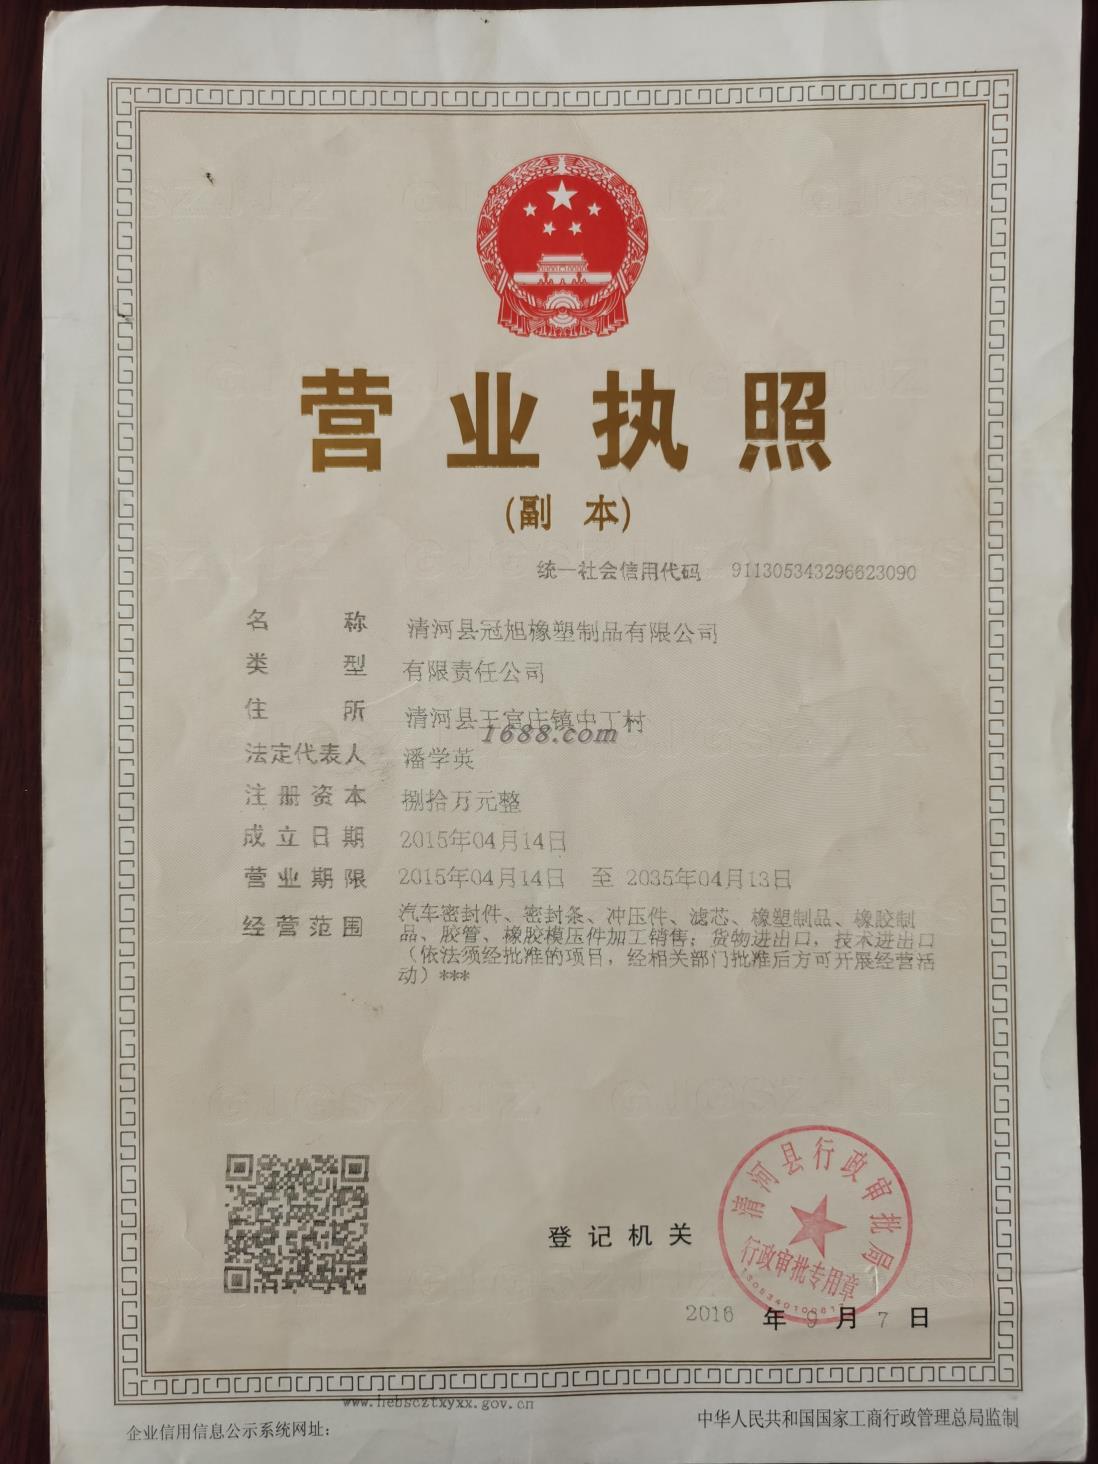 营业执照
(副 本)
统一社会信用代码 911305343296623090
名 称 清河县冠旭橡塑制品有限公司
类 型 有限责任公司
住 所 清河县王官庄镇中丁村
1688.com
法定代表人 潘学英
注册资本 捌拾万元整
成立日期 2015年04月14日
营业期限 2015年04月14日 至 2035年04月13日
经营范围 汽车密封件、密封条、冲压件、滤芯、橡塑制品、橡胶制
品、胶管、橡胶模压件加工销售；货物进出口，技术进出口
（依法须经批准的项目，经相关部门批准后方可开展经营活
动）***
清河县行政审批局
行政审批专用章
登记机关
2016 年 9 月 7 日
www.hebscztxyxx.gov.cn
企业信用信息公示系统网址：
中华人民共和国国家工商行政管理总局监制